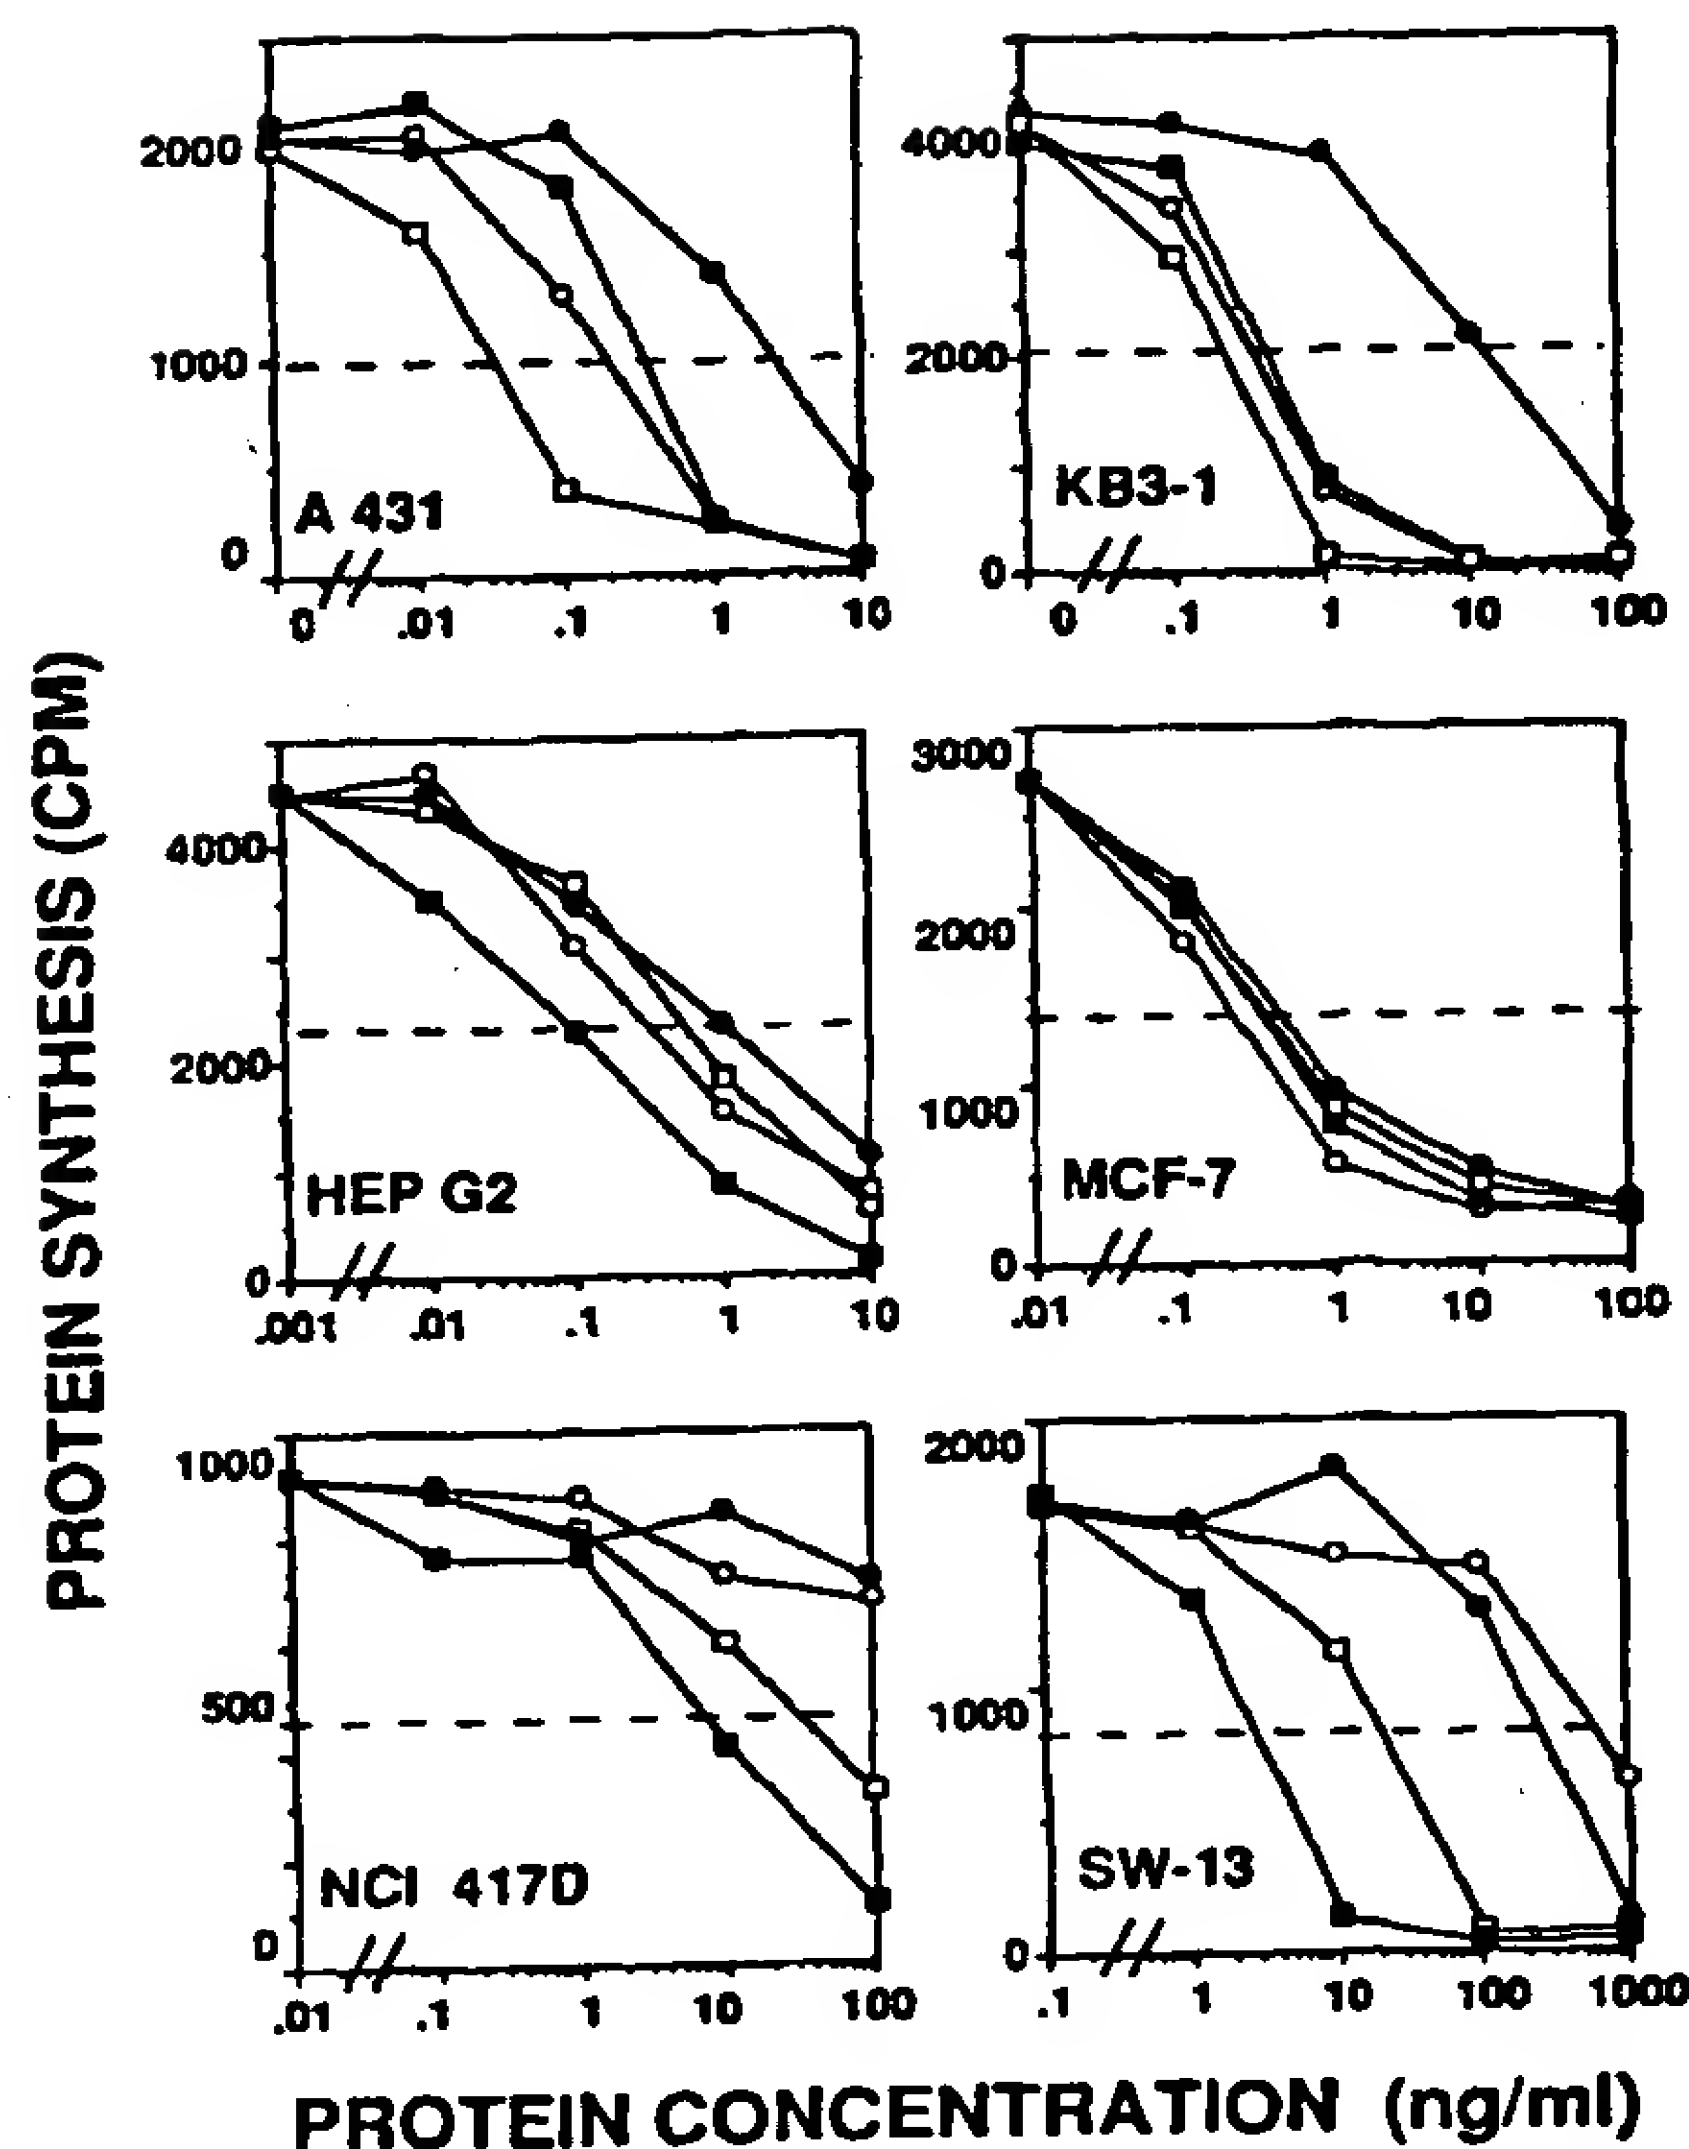 PROTEIN SYNTHESIS (CPM)
2000
1000
0
A 431
0 .01 .1 1 10
4000
2000
0
KB3-1
0 .1 1 10 100
4000
2000
0
HEP G2
.001 .01 .1 1 10
3000
2000
1000
0
MCF-7
.01 .1 1 10 100
1000
500
0
NCI 417D
.01 .1 1 10 100
2000
1000
0
SW-13
.1 1 10 100 1000
PROTEIN CONCENTRATION (ng/ml)